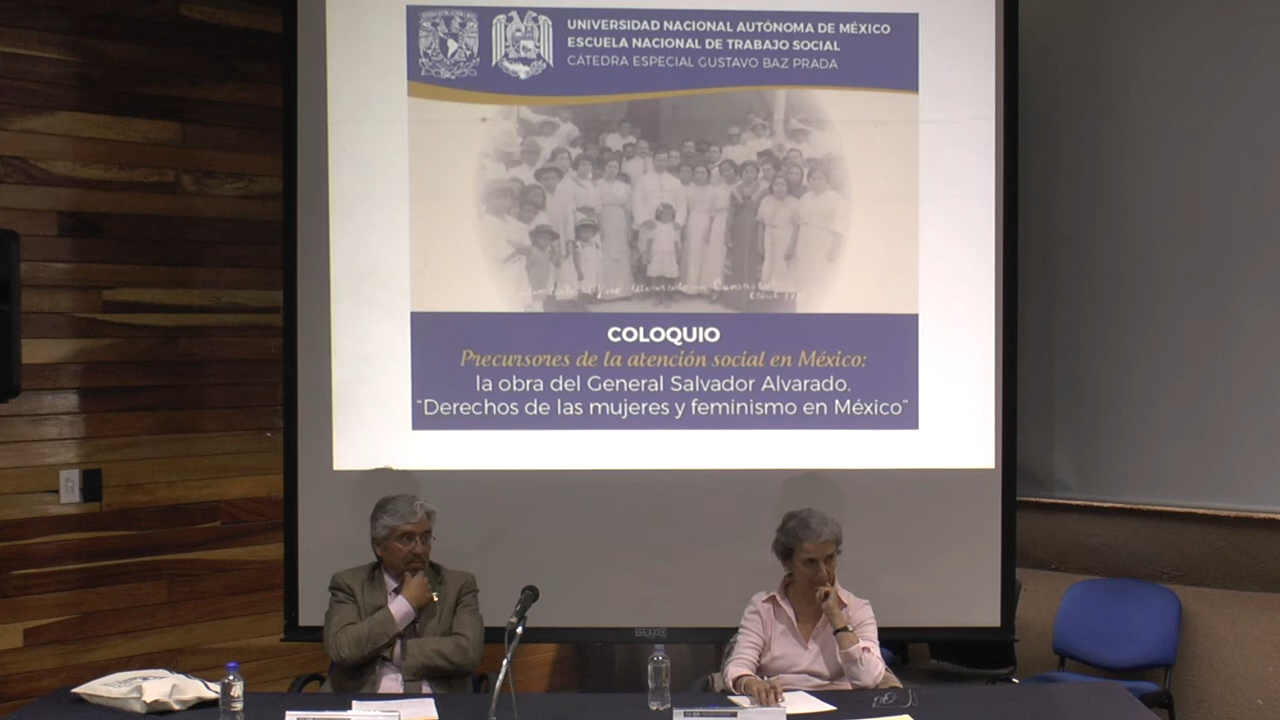 UNIVERSIDAD NACIONAL AUTÓNOMA DE MÉXICO
ESCUELA NACIONAL DE TRABAJO SOCIAL
CÁTEDRA ESPECIAL GUSTAVO BAZ PRADA
COLOQUIO
Precursores de la atención social en México:
la obra del General Salvador Alvarado.
"Derechos de las mujeres y feminismo en México"